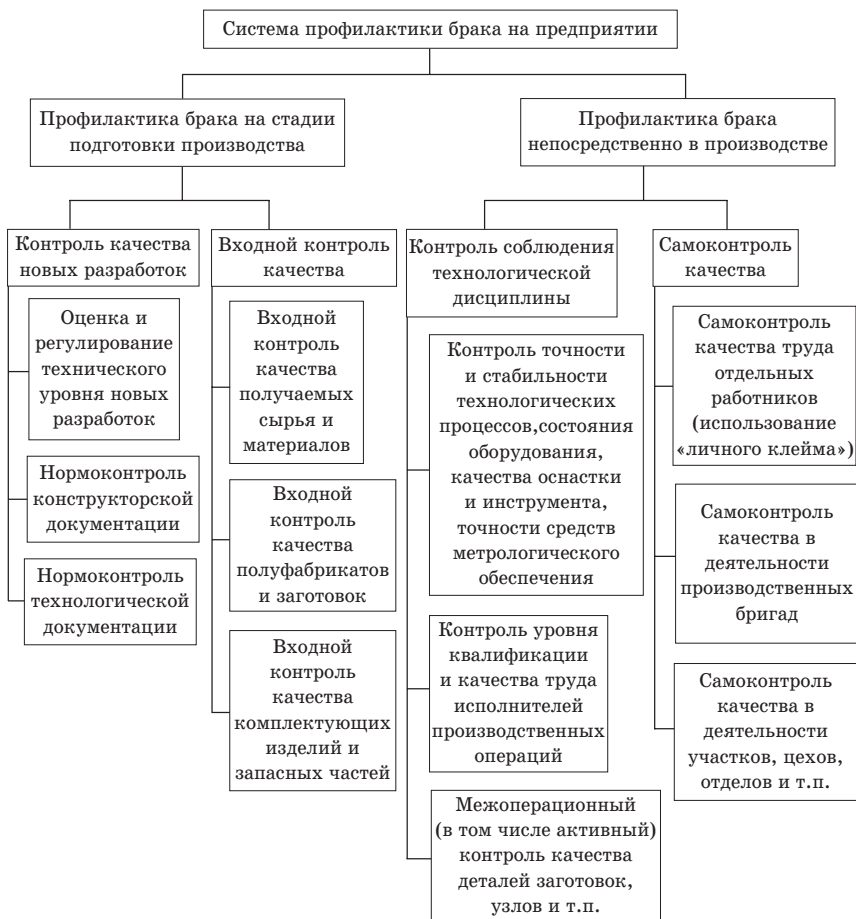 Система профилактики брака на предприятии
Профилактика брака на стадии
подготовки производства
Профилактика брака
непосредственно в производстве
Контроль качества
новых разработок
Входной контроль
качества
Контроль соблюдения
технологической
дисциплины
Самоконтроль
качества
Оценка и
регулирование
технического
уровня новых
разработок
Нормоконтроль
конструкторской
документации
Нормоконтроль
технологической
документации
Входной
контроль
качества
получаемых
сырья и
материалов
Входной
контроль
качества
полуфабрикатов
и заготовок
Входной
контроль
качества
комплектующих
изделий и
запасных частей
Контроль точности
и стабильности
технологических
процессов,состояния
оборудования,
качества оснастки
и инструмента,
точности средств
метрологического
обеспечения
Контроль уровня
квалификации
и качества труда
исполнителей
производственных
операций
Межоперационный
(в том числе активный)
контроль качества
деталей заготовок,
узлов и т.п.
Самоконтроль
качества труда
отдельных
работников
(использование
«личного клейма»)
Самоконтроль
качества в
деятельности
производственных
бригад
Самоконтроль
качества в
деятельности
участков, цехов,
отделов и т.п.